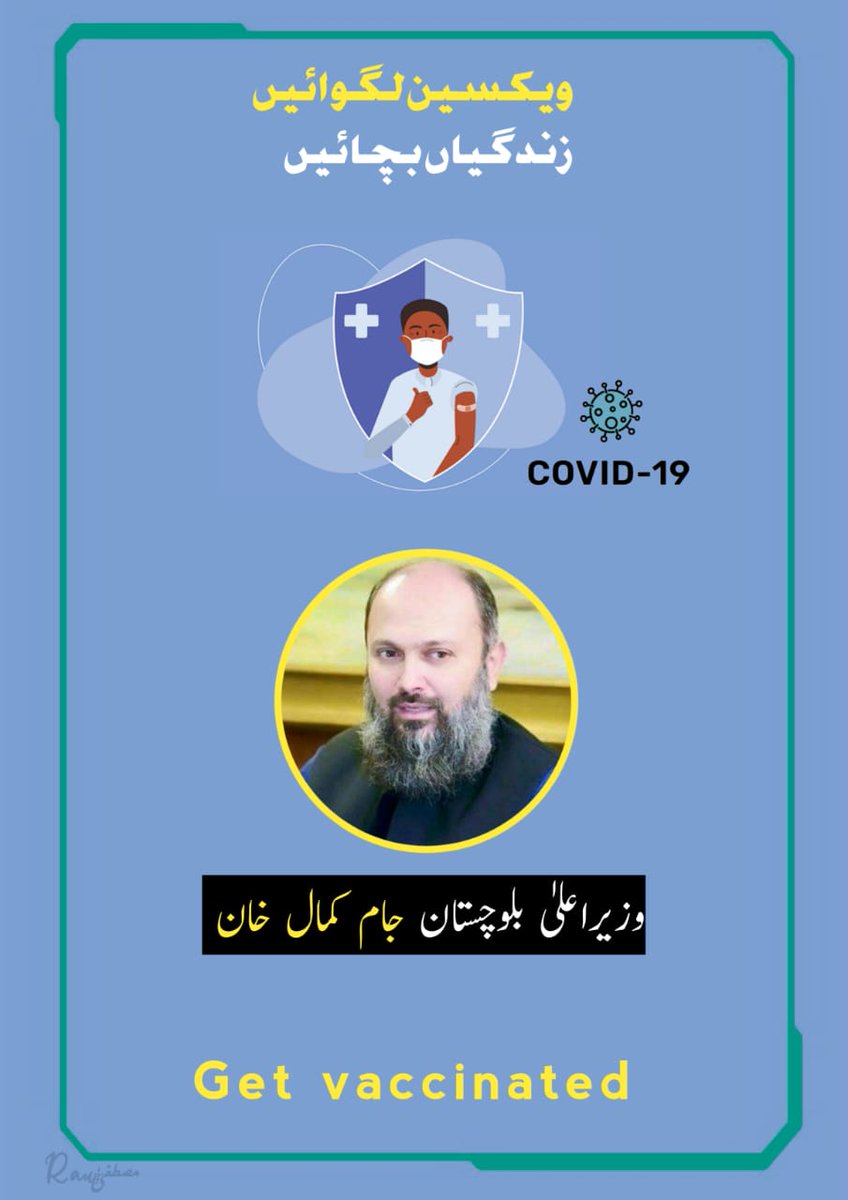 ویکسین لگوائیں
زندگیاں بچائیں
COVID-19
وزیراعلیٰ بلوچستان جام کمال خان
Get vaccinated